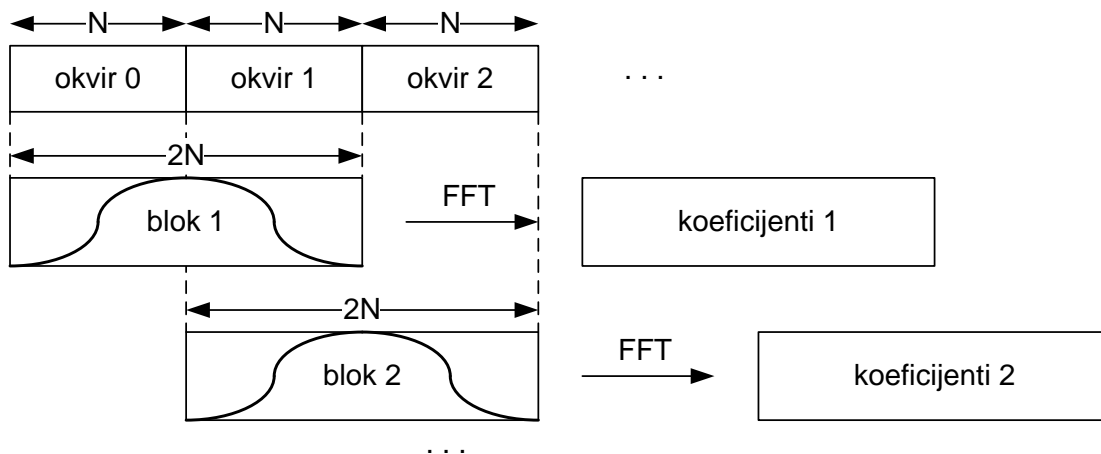 N N N
okvir 0 okvir 1 okvir 2 . . .
2N
blok 1 FFT koeficijenti 1
2N
blok 2 FFT koeficijenti 2
. . .